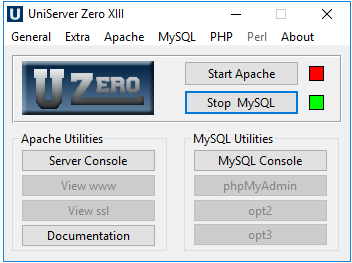 UniServer Zero XIII
General Extra Apache MySQL PHP Perl About
U ZERO
Start Apache
Stop MySQL
Apache Utilities
Server Console
View www
View ssl
Documentation
MySQL Utilities
MySQL Console
phpMyAdmin
opt2
opt3